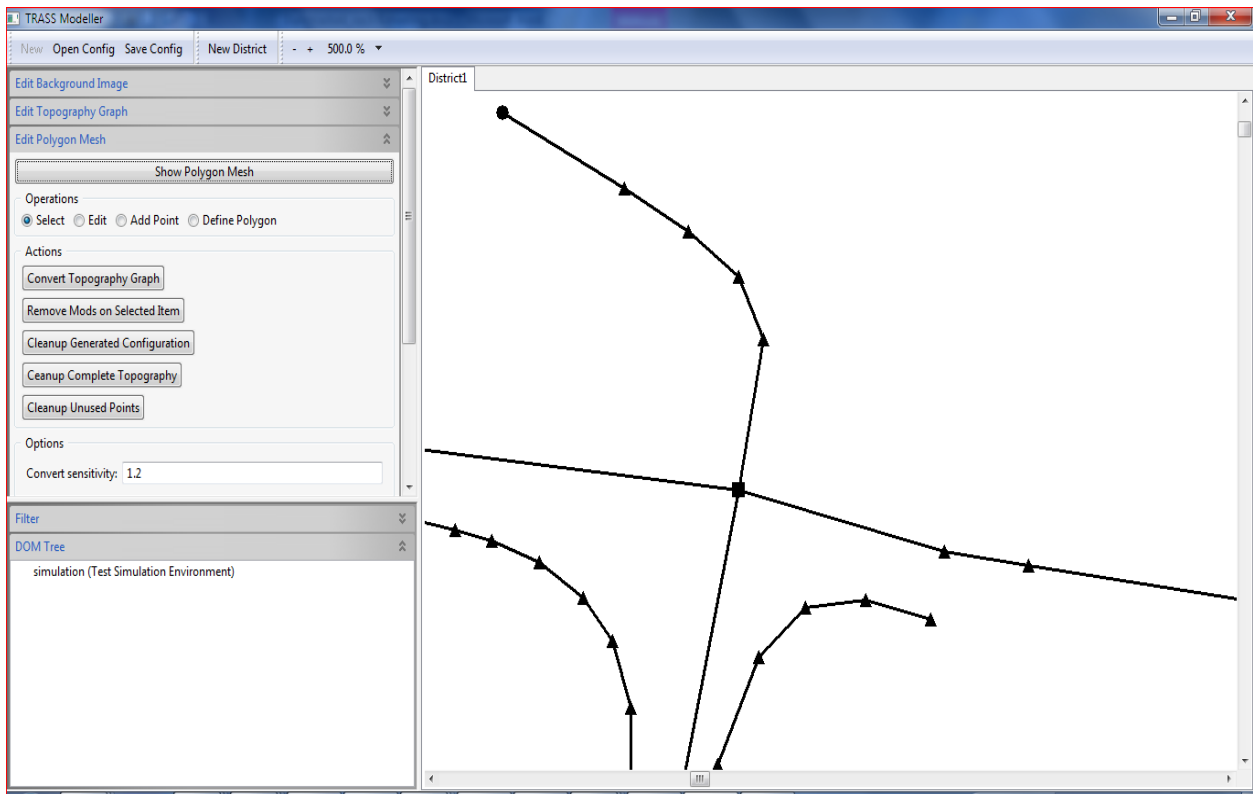 TRASS Modeller
New Open Config Save Config New District - + 500.0 %
Edit Background Image
Edit Topography Graph
Edit Polygon Mesh
Show Polygon Mesh
Operations
Select Edit Add Point Define Polygon
Actions
Convert Topography Graph
Remove Mods on Selected Item
Cleanup Generated Configuration
Ceanup Complete Topography
Cleanup Unused Points
Options
Convert sensitivity: 1.2
Filter
DOM Tree
simulation (Test Simulation Environment)
District1